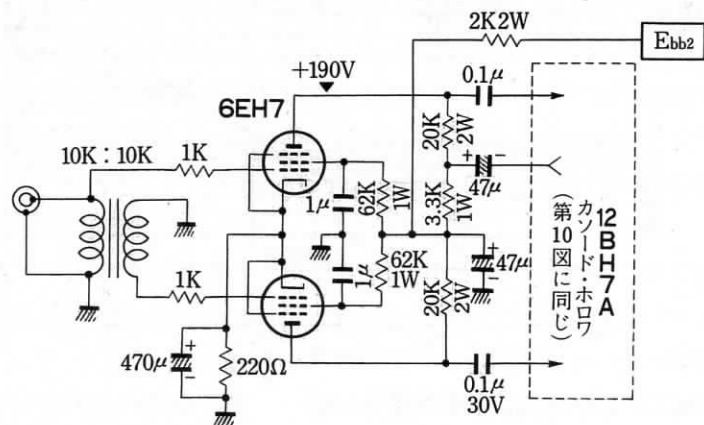 2K2W
Ebb2
+190V
0.1μ
6EH7
10K：10K
1K
20K
2W
47μ
3.3K
1W
1μ
62K
1W
12BH7A
カソード・ホロワ
(第10図に同じ)
1μ
62K
1W
47μ
1K
20K
2W
470μ
220Ω
0.1μ
30V